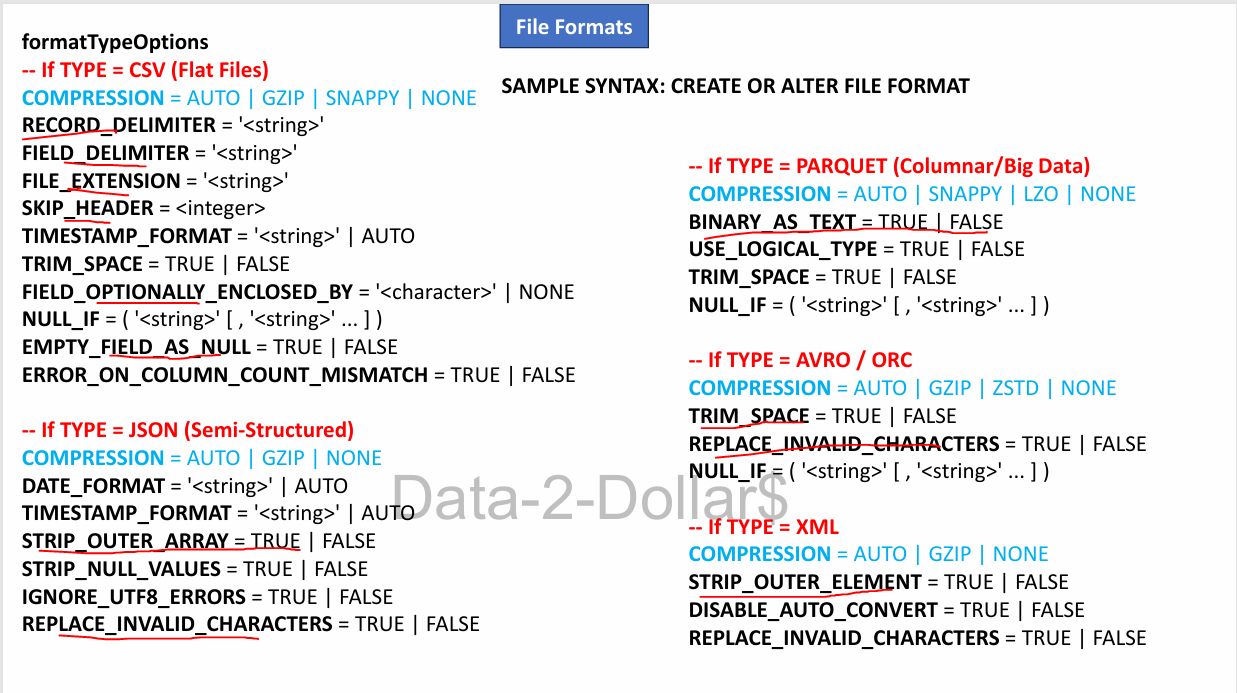 File Formats
formatTypeOptions
-- If TYPE = CSV (Flat Files)
COMPRESSION = AUTO | GZIP | SNAPPY | NONE
RECORD_DELIMITER = '<string>'
FIELD_DELIMITER = '<string>'
FILE_EXTENSION = '<string>'
SKIP_HEADER = <integer>
TIMESTAMP_FORMAT = '<string>' | AUTO
TRIM_SPACE = TRUE | FALSE
FIELD_OPTIONALLY_ENCLOSED_BY = '<character>' | NONE
NULL_IF = ( '<string>' [ , '<string>' ... ] )
EMPTY_FIELD_AS_NULL = TRUE | FALSE
ERROR_ON_COLUMN_COUNT_MISMATCH = TRUE | FALSE
-- If TYPE = JSON (Semi-Structured)
COMPRESSION = AUTO | GZIP | NONE
DATE_FORMAT = '<string>' | AUTO
TIMESTAMP_FORMAT = '<string>' | AUTO
STRIP_OUTER_ARRAY = TRUE | FALSE
STRIP_NULL_VALUES = TRUE | FALSE
IGNORE_UTF8_ERRORS = TRUE | FALSE
REPLACE_INVALID_CHARACTERS = TRUE | FALSE
SAMPLE SYNTAX: CREATE OR ALTER FILE FORMAT
-- If TYPE = PARQUET (Columnar/Big Data)
COMPRESSION = AUTO | SNAPPY | LZO | NONE
BINARY_AS_TEXT = TRUE | FALSE
USE_LOGICAL_TYPE = TRUE | FALSE
TRIM_SPACE = TRUE | FALSE
NULL_IF = ( '<string>' [ , '<string>' ... ] )
-- If TYPE = AVRO / ORC
COMPRESSION = AUTO | GZIP | ZSTD | NONE
TRIM_SPACE = TRUE | FALSE
REPLACE_INVALID_CHARACTERS = TRUE | FALSE
NULL_IF = ( '<string>' [ , '<string>' ... ] )
-- If TYPE = XML
COMPRESSION = AUTO | GZIP | NONE
STRIP_OUTER_ELEMENT = TRUE | FALSE
DISABLE_AUTO_CONVERT = TRUE | FALSE
REPLACE_INVALID_CHARACTERS = TRUE | FALSE
Data-2-Dollar$